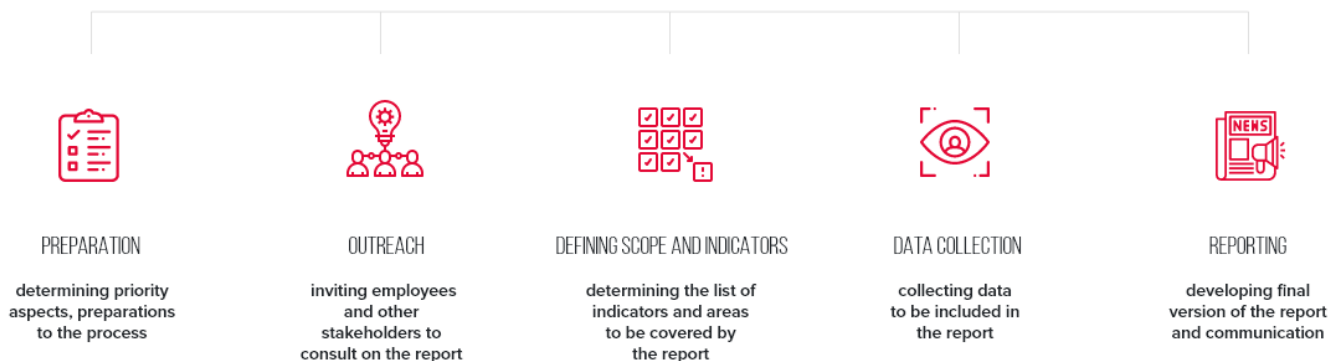 NEWS
PREPARATION
determining priority
aspects, preparations
to the process
OUTREACH
inviting employees
and other
stakeholders to
consult on the report
DEFINING SCOPE AND INDICATORS
determining the list of
indicators and areas
to be covered by
the report
DATA COLLECTION
collecting data
to be included in
the report
REPORTING
developing final
version of the report
and communication